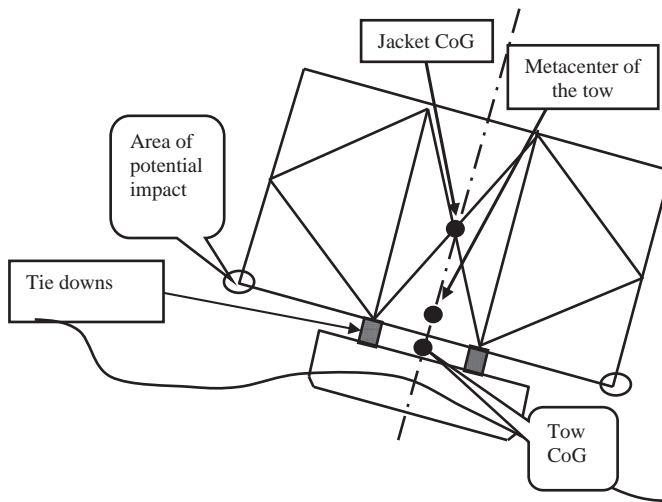 Jacket CoG
Metacenter of
the tow
Area of
potential
impact
Tie downs
Tow
CoG